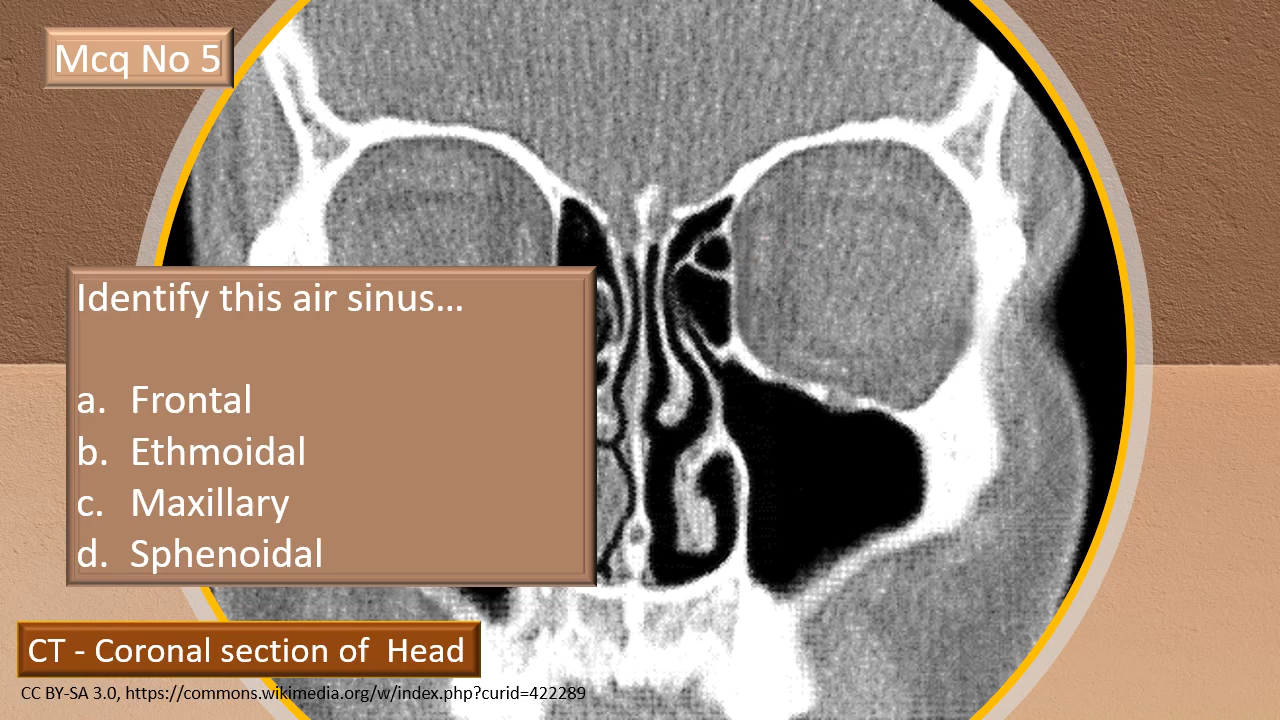 Mcq No 5
Identify this air sinus...
a. Frontal
b. Ethmoidal
c. Maxillary
d. Sphenoidal
CT - Coronal section of  Head
CC BY-SA 3.0, https://commons.wikimedia.org/w/index.php?curid=422289